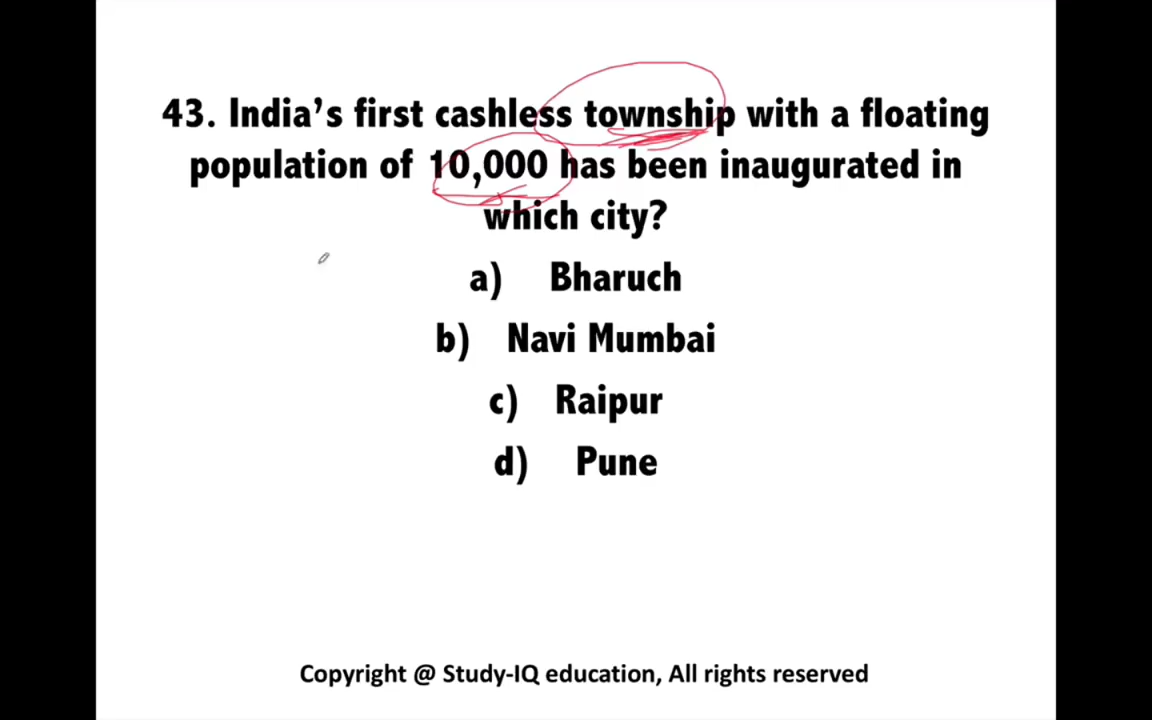 43. India’s first cashless township with a floating
population of 10,000 has been inaugurated in
which city?
a) Bharuch
b) Navi Mumbai
c) Raipur
d) Pune
Copyright @ Study-IQ education, All rights reserved